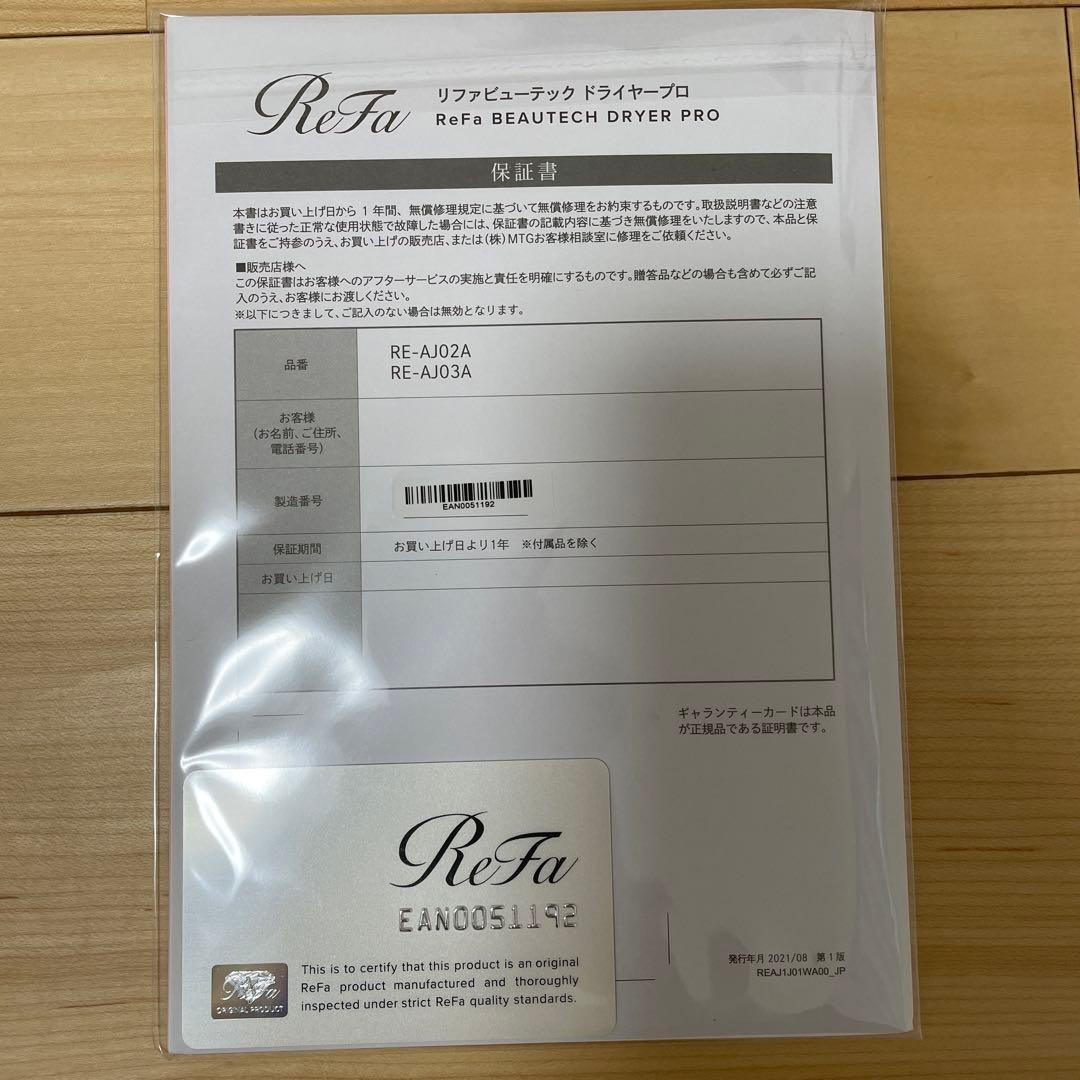 ReFa
リファビューテック ドライヤープロ
ReFa BEAUTECH DRYER PRO
保証書
本書はお買い上げ日から 1 年間、無償修理規定に基づいて無償修理をお約束するものです。取扱説明書などの注意
書きに従った正常な使用状態で故障した場合には、保証書の記載内容に基づき無償修理をいたしますので、本品と保
証書をご持参のうえ、お買い上げの販売店、または(株)MTGお客様相談室に修理をご依頼ください。
■販売店様へ
この保証書はお客様へのアフターサービスの実施と責任を明確にするものです。贈答品などの場合も含めて必ずご記
入のうえ、お客様にお渡しください。
※以下につきまして、ご記入のない場合は無効となります。
品番
RE-AJ02A
RE-AJ03A
お客様
(お名前、ご住所、
電話番号)
製造番号
EAN0051192
保証期間
お買い上げ日より1年 ※付属品を除く
お買い上げ日
ギャランティーカードは本品
が正規品である証明書です。
ReFa
EAN0051192
This is to certify that this product is an original
ReFa product manufactured and thoroughly
inspected under strict ReFa quality standards.
ReFa
ORIGINAL PRODUCT
発行年月 2021/08 第1版
REAJ1J01WA00_JP